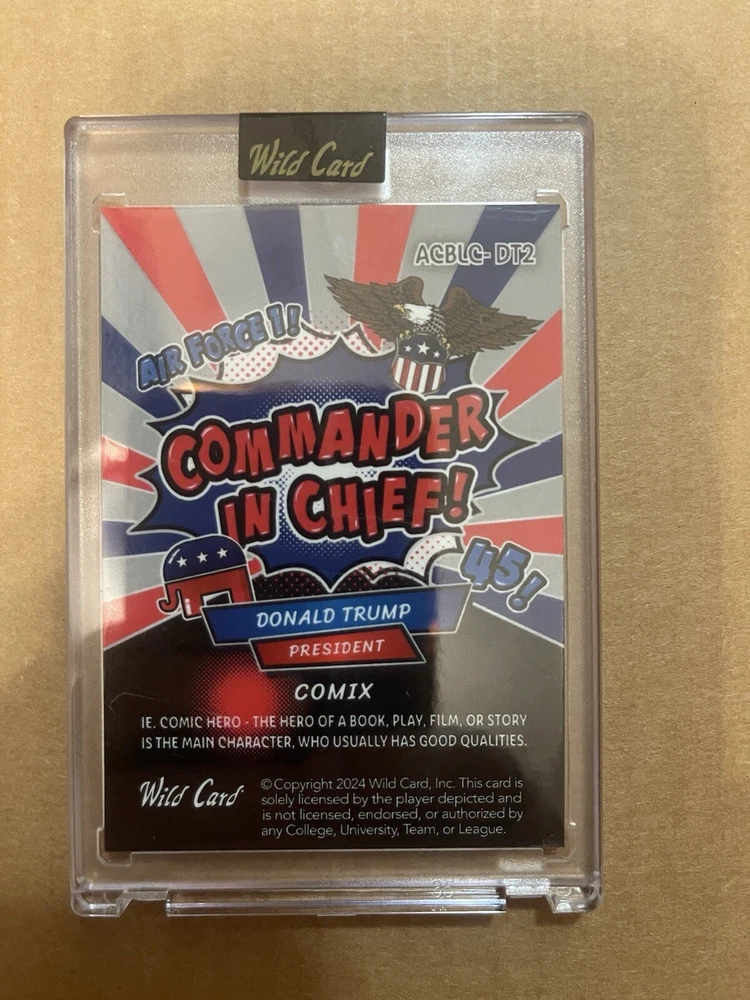 Wild Card
ACBLC- DT2
AIR FORCE 1!
COMMANDER
IN CHIEF!
45!
DONALD TRUMP
PRESIDENT
COMIX
IE. COMIC HERO - THE HERO OF A BOOK, PLAY, FILM, OR STORY
IS THE MAIN CHARACTER, WHO USUALLY HAS GOOD QUALITIES.
Wild Card
© Copyright 2024 Wild Card, Inc. This card is
solely licensed by the player depicted and
is not licensed, endorsed, or authorized by
any College, University, Team, or League.